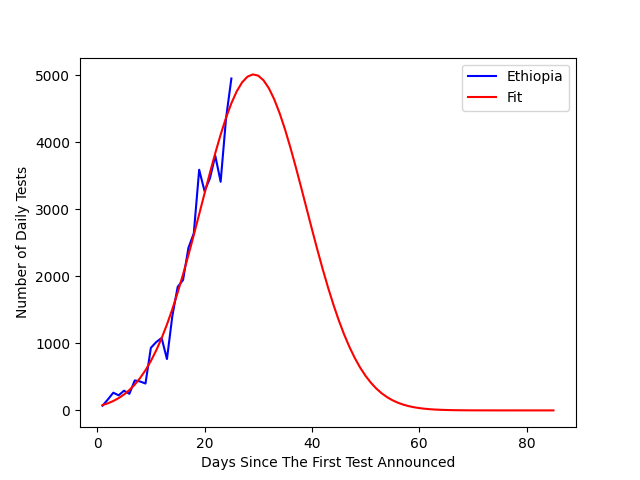 Ethiopia
Fit
Number of Daily Tests
5000
4000
3000
2000
1000
0
0 20 40 60 80
Days Since The First Test Announced